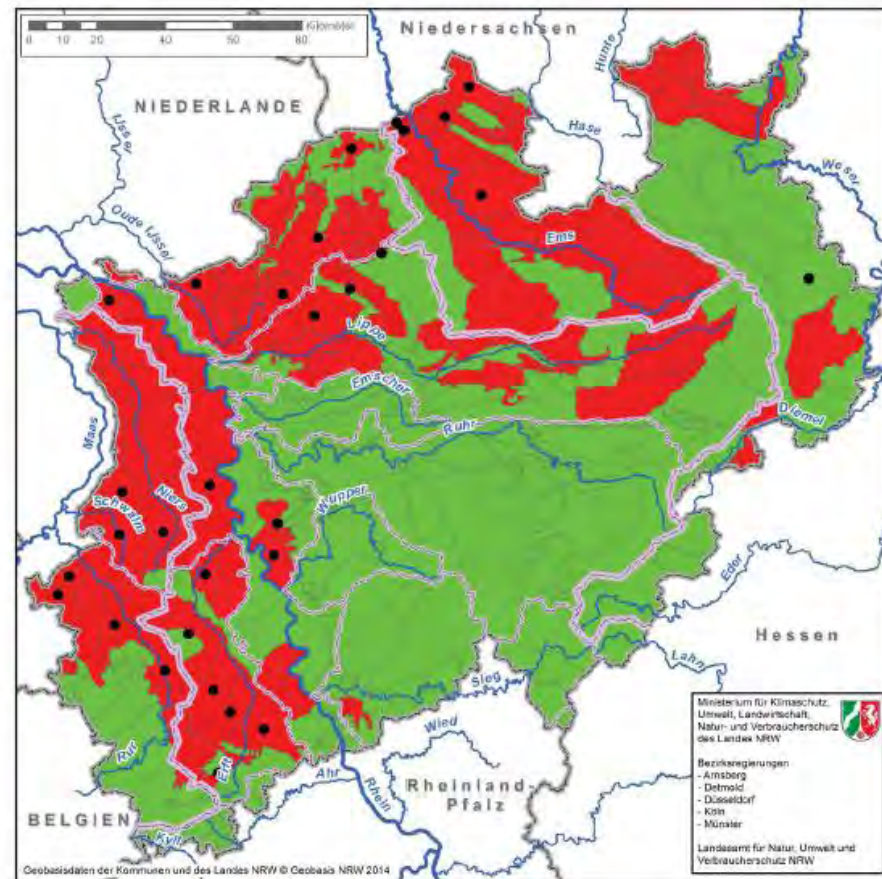 Kilometer
0 5 10 20 40 60 80
Niedersachsen
Hunte
NIEDERLANDE
IJssel
Hase
Weser
Oude IJssel
Ems
Lippe
Emscher
Diemel
Ruhr
Maas
Niers
Schwalm
Wupper
Eder
Hessen
Lahn
Sieg
Wied
Rur
Erft
Ahr
Rhein
Rheinland-
Pfalz
BELGIEN
Kyll
Ministerium für Klimaschutz,
Umwelt, Landwirtschaft,
Natur- und Verbraucherschutz
des Landes NRW
Bezirksregierungen
- Arnsberg
- Detmold
- Düsseldorf
- Köln
- Münster
Landesamt für Natur, Umwelt und
Verbraucherschutz NRW
Geobasisdaten der Kommunen und des Landes NRW © Geobasis NRW 2014